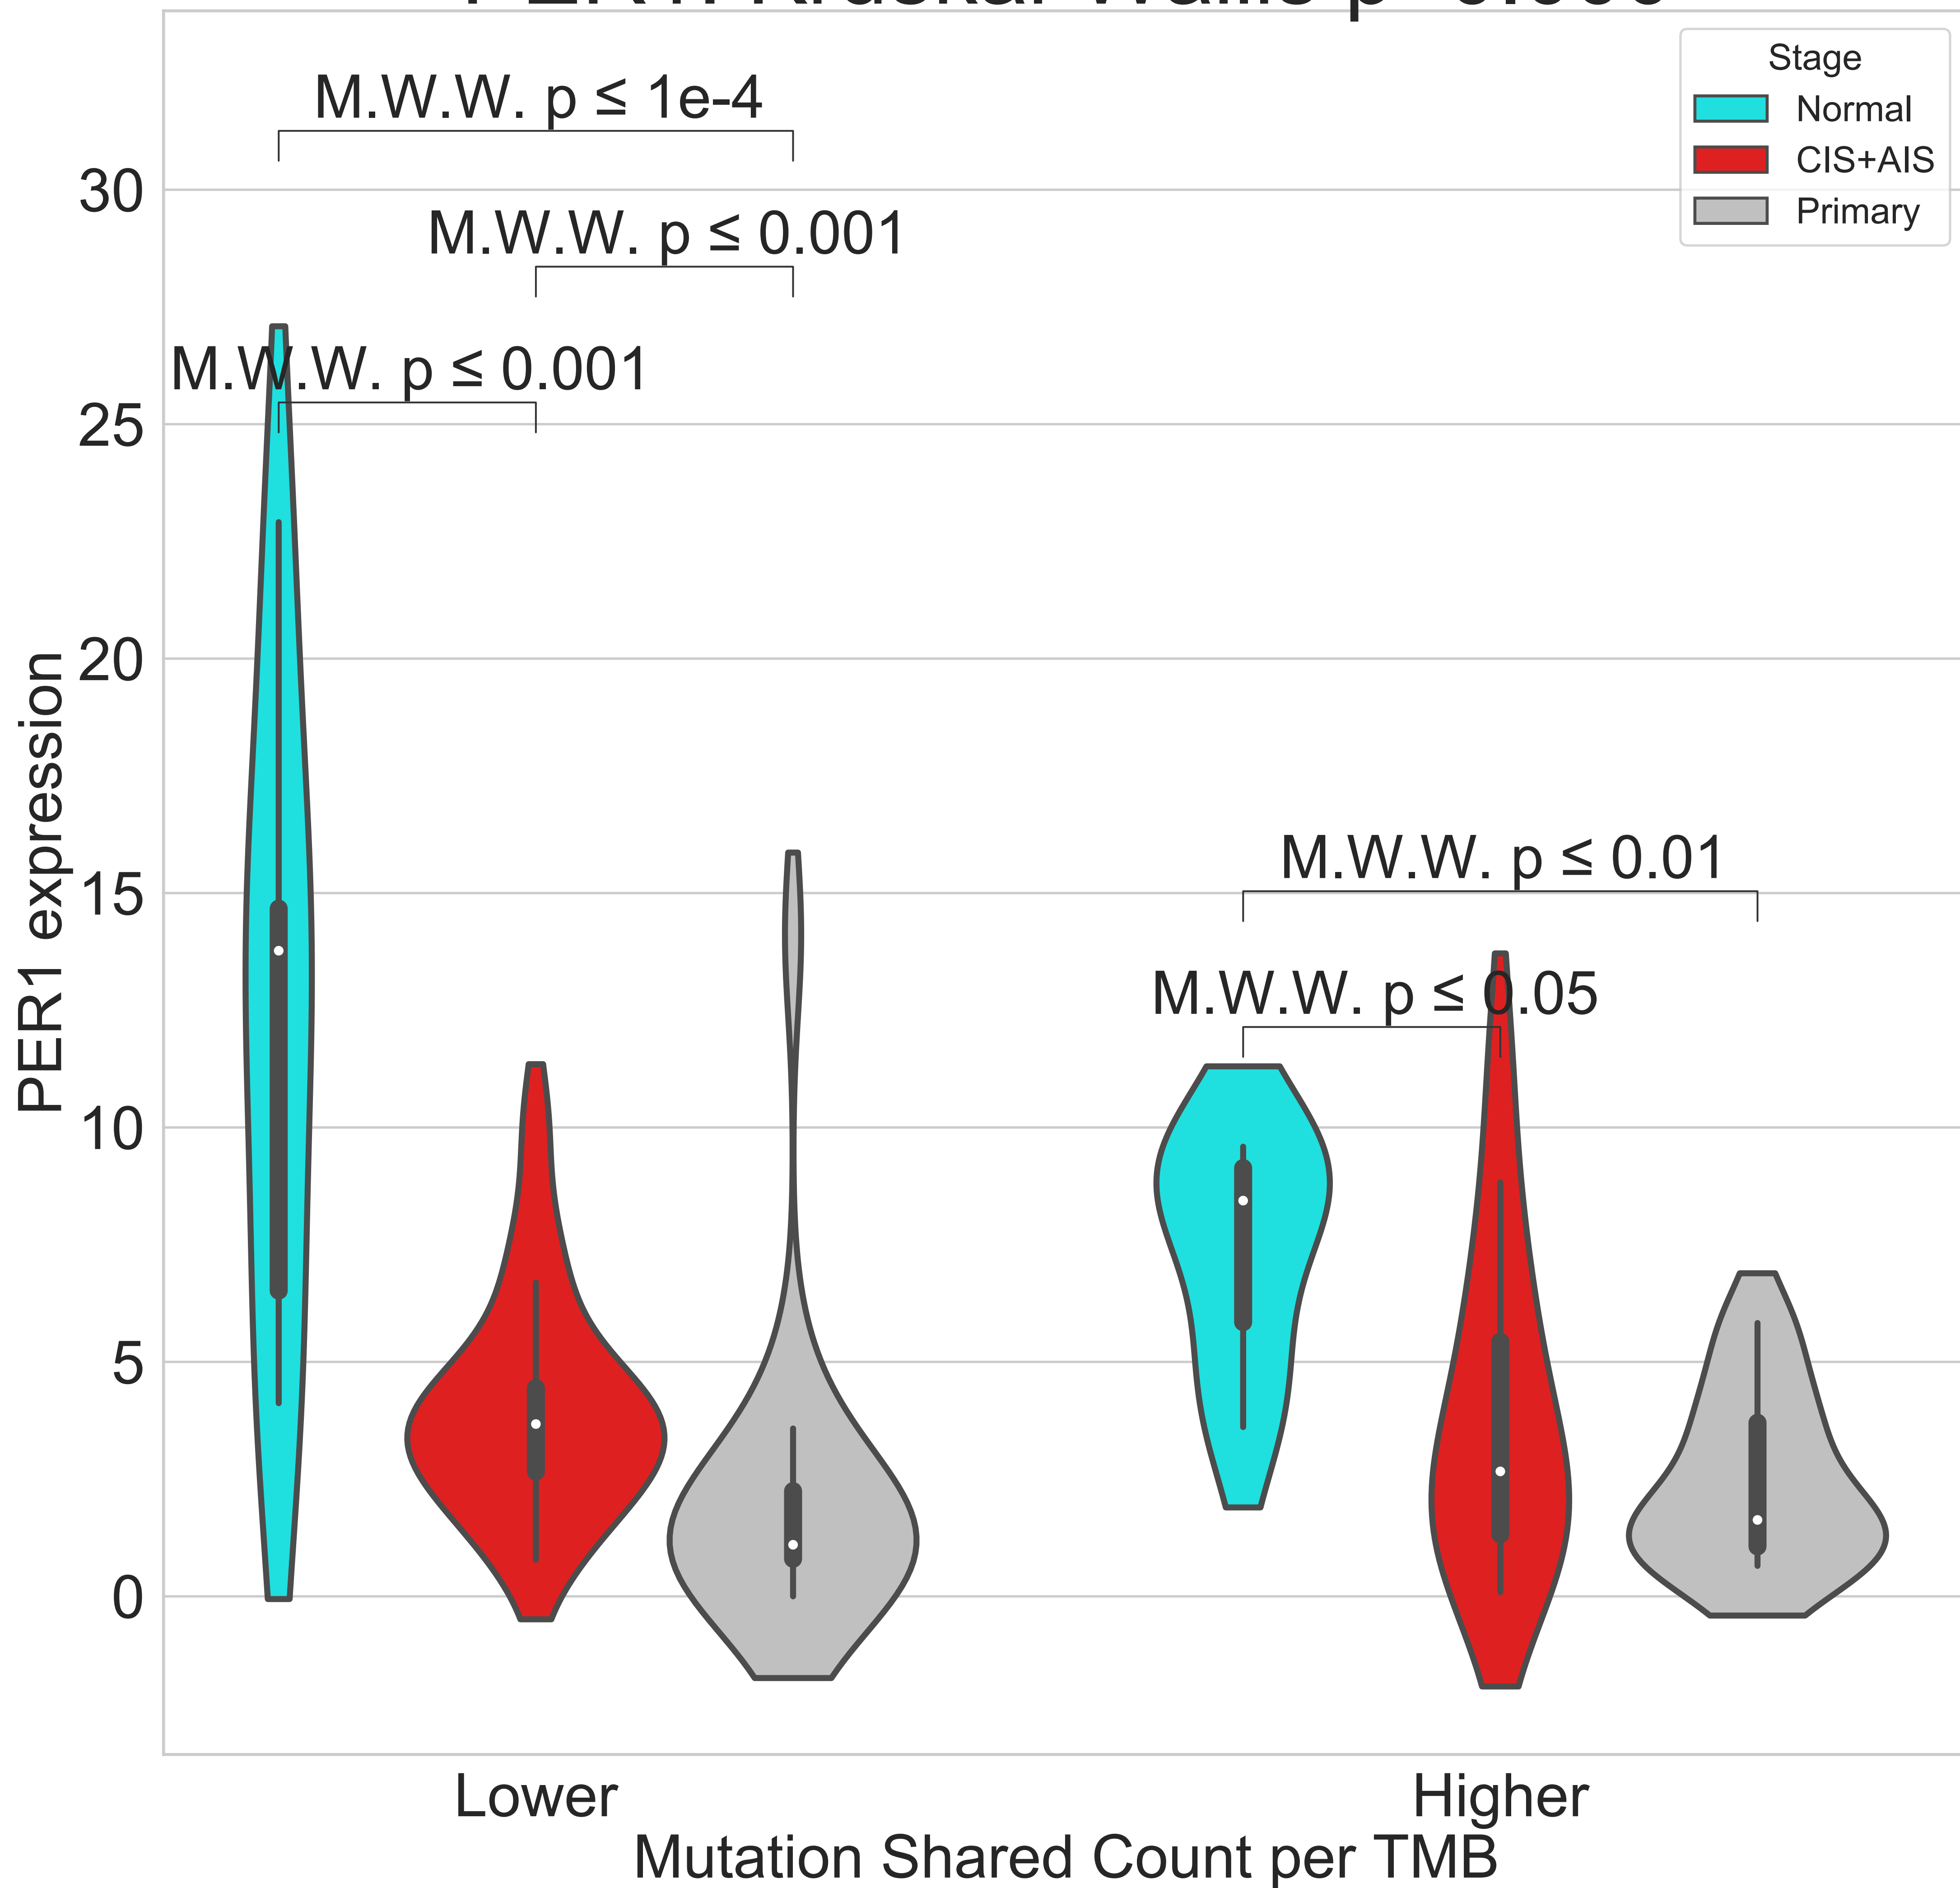 Stage
Normal
CIS+AIS
Primary
M.W.W. p ≤ 1e-4
M.W.W. p ≤ 0.001
M.W.W. p ≤ 0.001
M.W.W. p ≤ 0.01
M.W.W. p ≤ 0.05
30
25
20
15
10
5
0
PER1 expression
Lower
Higher
Mutation Shared Count per TMB